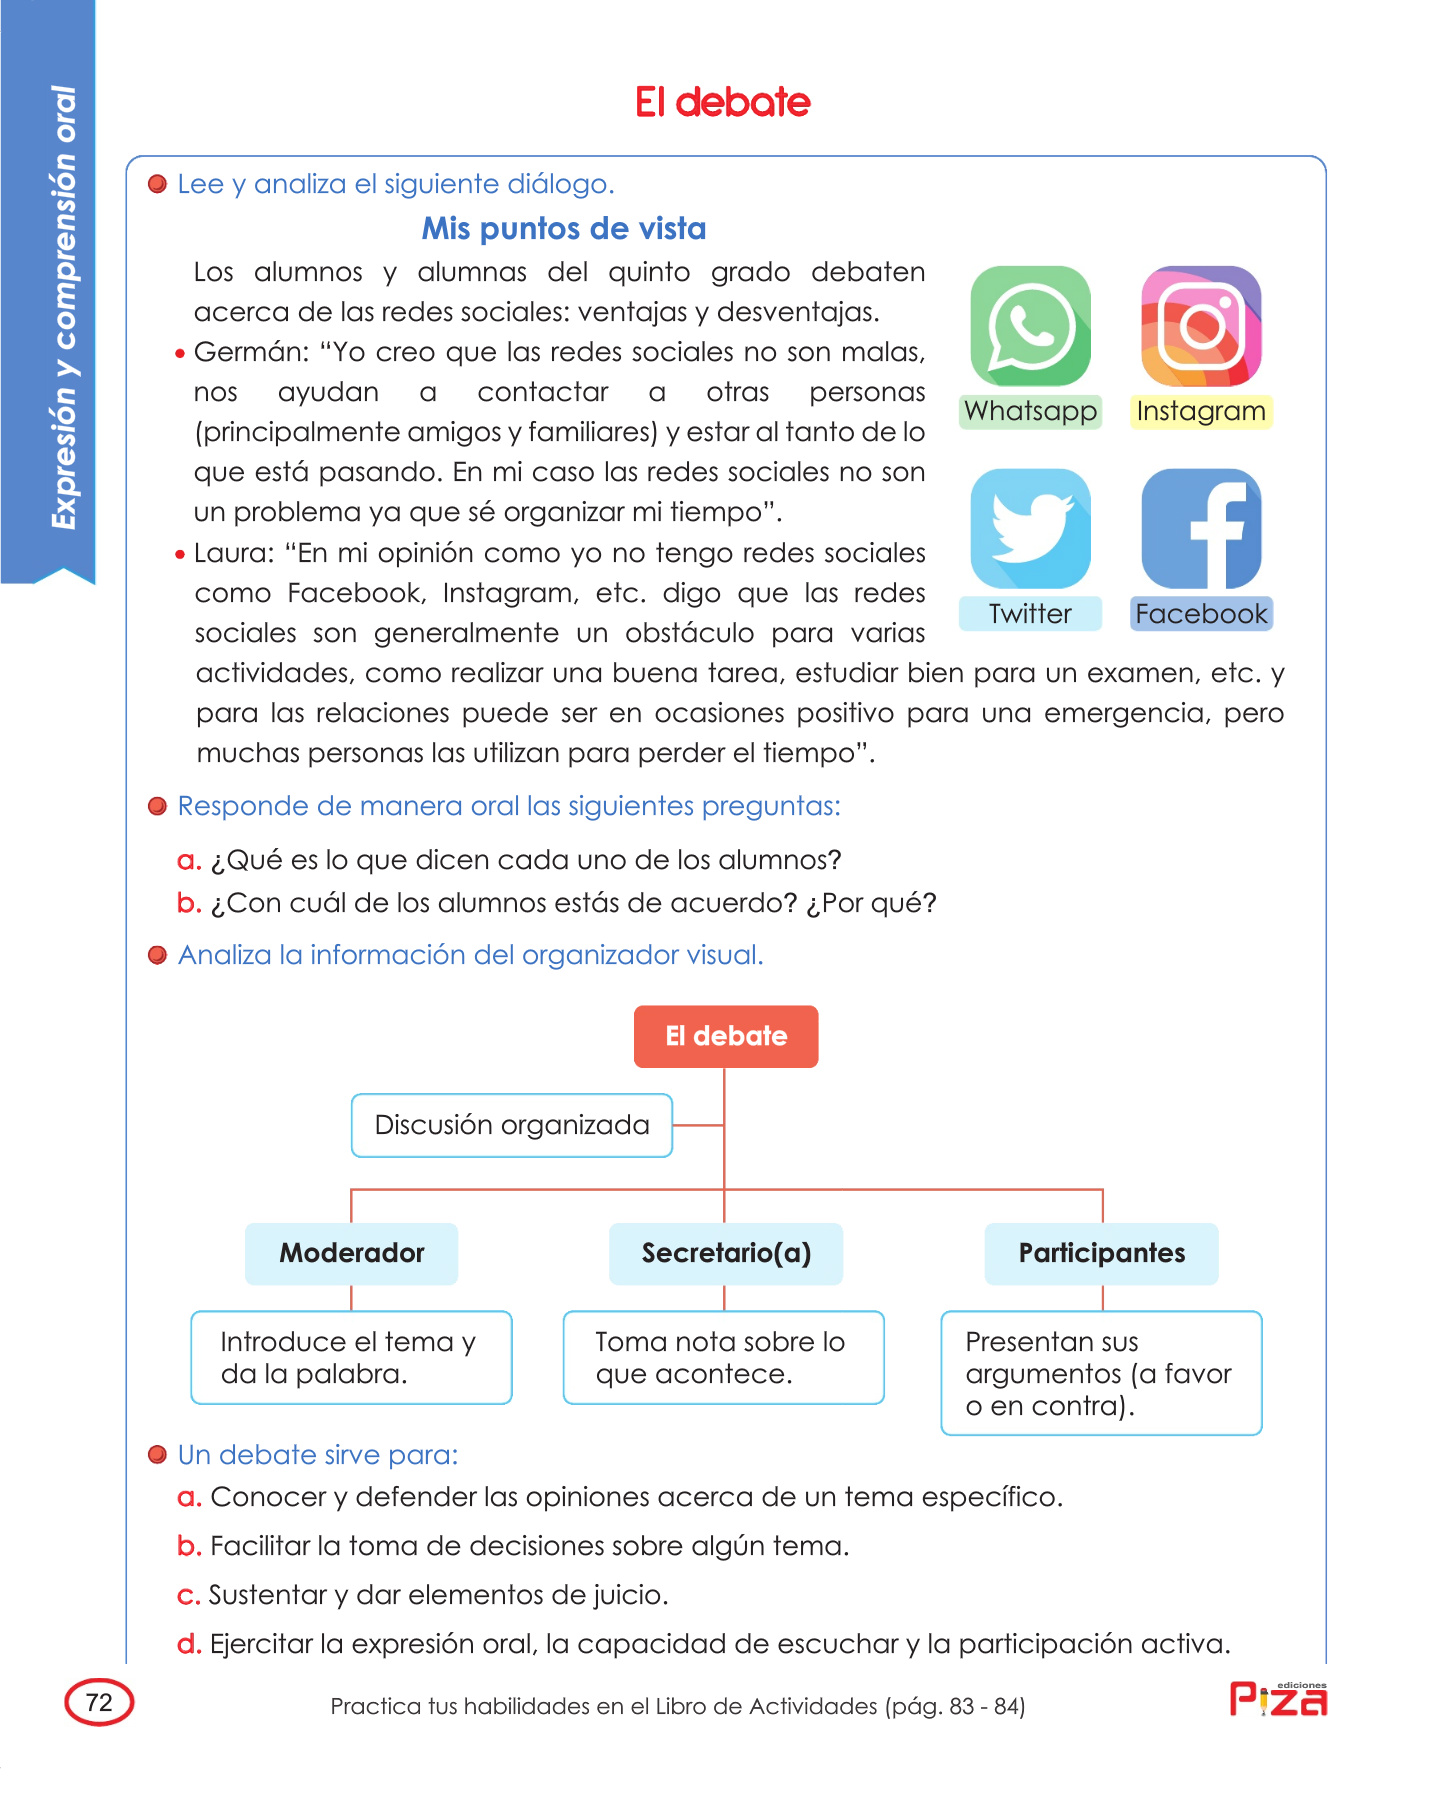 Expresión y comprensión oral
El debate
Lee y analiza el siguiente diálogo.
Mis puntos de vista
Los alumnos y alumnas del quinto grado debaten
acerca de las redes sociales: ventajas y desventajas.
• Germán: “Yo creo que las redes sociales no son malas,
nos ayudan a contactar a otras personas
(principalmente amigos y familiares) y estar al tanto de lo
que está pasando. En mi caso las redes sociales no son
un problema ya que sé organizar mi tiempo”.
• Laura: “En mi opinión como yo no tengo redes sociales
como Facebook, Instagram, etc. digo que las redes
sociales son generalmente un obstáculo para varias
actividades, como realizar una buena tarea, estudiar bien para un examen, etc. y
para las relaciones puede ser en ocasiones positivo para una emergencia, pero
muchas personas las utilizan para perder el tiempo”.
Whatsapp
Instagram
Twitter
Facebook
Responde de manera oral las siguientes preguntas:
a. ¿Qué es lo que dicen cada uno de los alumnos?
b. ¿Con cuál de los alumnos estás de acuerdo? ¿Por qué?
Analiza la información del organizador visual.
El debate
Discusión organizada
Moderador
Secretario(a)
Participantes
Introduce el tema y
da la palabra.
Toma nota sobre lo
que acontece.
Presentan sus
argumentos (a favor
o en contra).
Un debate sirve para:
a. Conocer y defender las opiniones acerca de un tema específico.
b. Facilitar la toma de decisiones sobre algún tema.
c. Sustentar y dar elementos de juicio.
d. Ejercitar la expresión oral, la capacidad de escuchar y la participación activa.
72
Practica tus habilidades en el Libro de Actividades (pág. 83 - 84)
ediciones
Piza